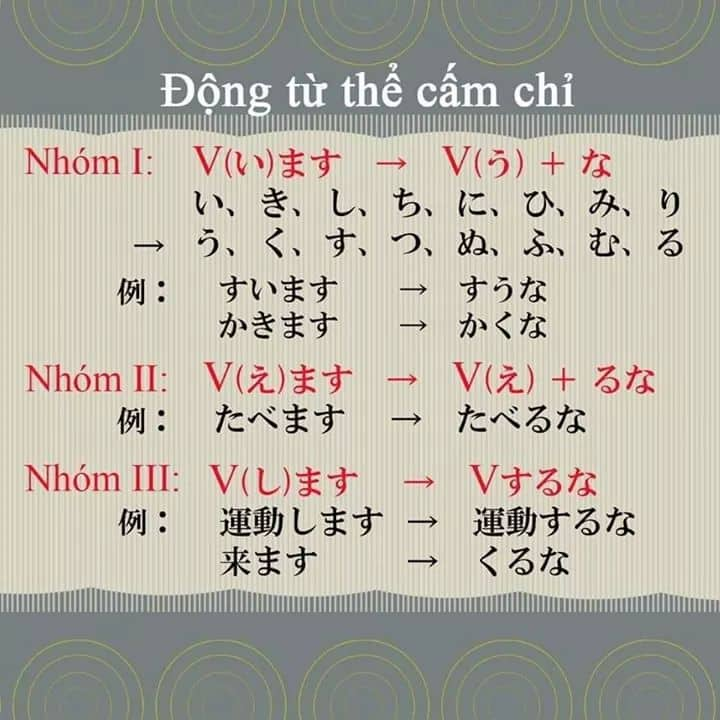 Động từ thể cấm chỉ
Nhóm I: V(い)ます → V(う) + な
い、き、し、ち、に、ひ、み、り
→ う、く、す、つ、ぬ、ふ、む、る
例： すいます → すうな
かきます → かくな
Nhóm II: V(え)ます → V(え) + るな
例： たべます → たべるな
Nhóm III: V(し)ます → Vするな
例： 運動します → 運動するな
来ます → くるな